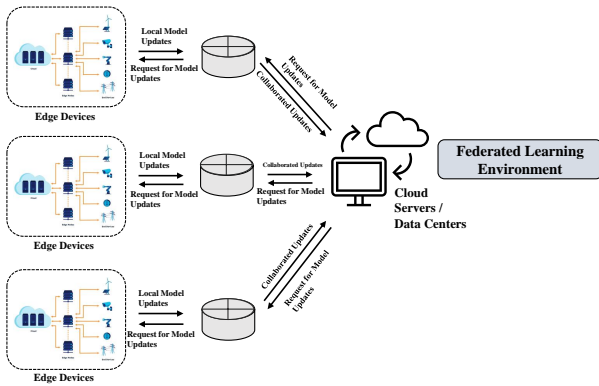 Local Model
Updates
Request for Model
Updates
Edge Devices
Request for Model
Updates
Collaborated Updates
Local Model
Updates
Request for Model
Updates
Edge Devices
Collaborated Updates
Request for Model
Updates
Federated Learning
Environment
Cloud
Servers /
Data Centers
Local Model
Updates
Request for Model
Updates
Edge Devices
Collaborated Updates
Request for Model
Updates